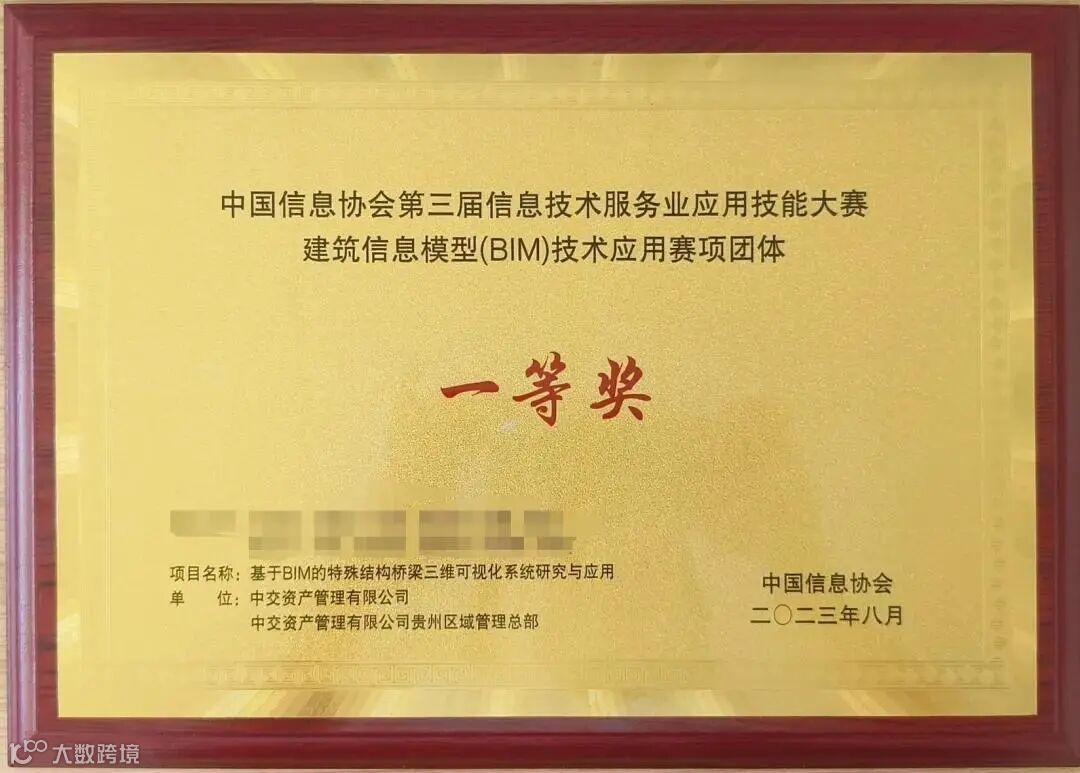 中国信息协会第三届信息技术服务业应用技能大赛
建筑信息模型(BIM)技术应用赛项团体
一等奖
项目名称：基于BIM的特殊结构桥梁三维可视化系统研究与应用
单 位：中交资产管理有限公司
中交资产管理有限公司贵州区域管理总部
中国信息协会
二〇二三年八月
大数跨境